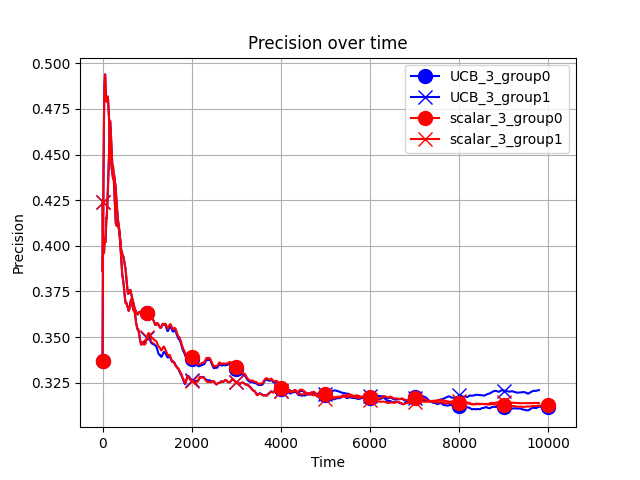 Precision over time
0.500
0.475
0.450
0.425
0.400
0.375
0.350
0.325
Precision
UCB_3_group0
UCB_3_group1
scalar_3_group0
scalar_3_group1
0 2000 4000 6000 8000 10000
Time